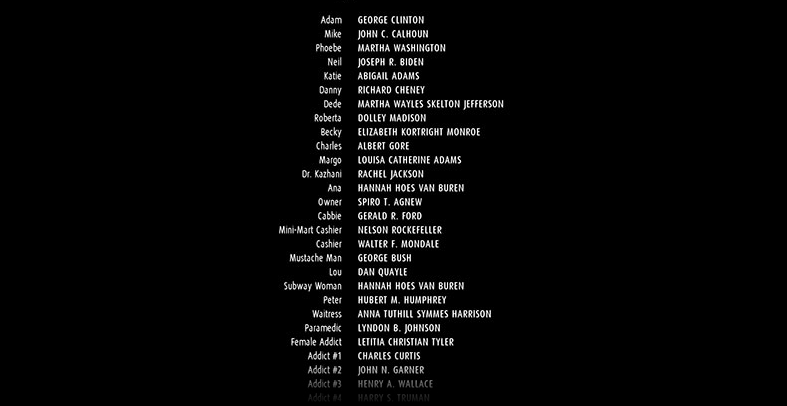 Adam GEORGE CLINTON
Mike JOHN C. CALHOUN
Phoebe MARTHA WASHINGTON
Neil JOSEPH R. BIDEN
Katie ABIGAIL ADAMS
Danny RICHARD CHENEY
Dede MARTHA WAYLES SKELTON JEFFERSON
Roberta DOLLEY MADISON
Becky ELIZABETH KORTRIGHT MONROE
Charles ALBERT GORE
Margo LOUISA CATHERINE ADAMS
Dr. Kazhani RACHEL JACKSON
Ana HANNAH HOES VAN BUREN
Owner SPIRO T. AGNEW
Cabbie GERALD R. FORD
Mini-Mart Cashier NELSON ROCKEFELLER
Cashier WALTER F. MONDALE
Mustache Man GEORGE BUSH
Lou DAN QUAYLE
Subway Woman HANNAH HOES VAN BUREN
Peter HUBERT M. HUMPHREY
Waitress ANNA TUTHILL SYMMES HARRISON
Paramedic LYNDON B. JOHNSON
Female Addict LETITIA CHRISTIAN TYLER
Addict #1 CHARLES CURTIS
Addict #2 JOHN N. GARNER
Addict #3 HENRY A. WALLACE
Addict #4 HARRY S. TRUMAN